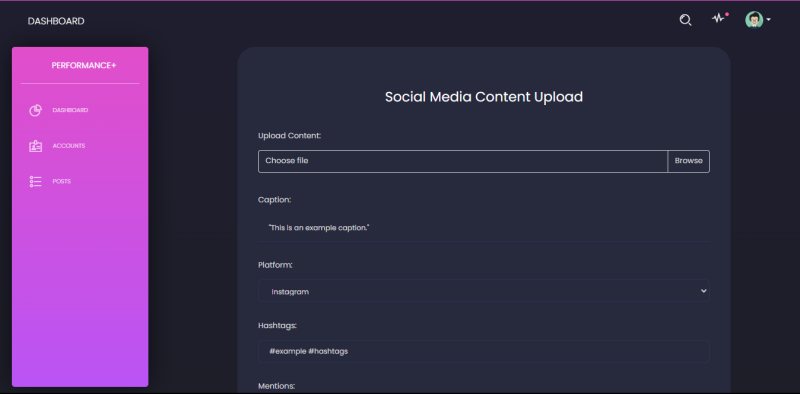 DASHBOARD
PERFORMANCE+
DASHBOARD
ACCOUNTS
POSTS
Social Media Content Upload
Upload Content:
Choose file Browse
Caption:
"This is an example caption."
Platform:
Instagram
Hashtags:
#example #hashtags
Mentions: